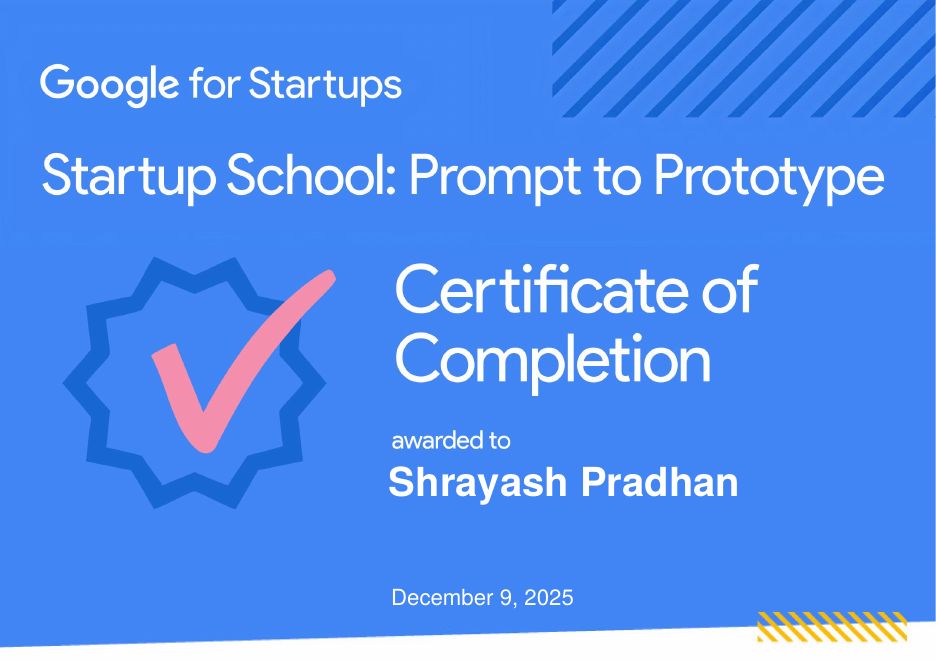 Google for Startups
Startup School: Prompt to Prototype
Certificate of
Completion
awarded to
Shrayash Pradhan
December 9, 2025